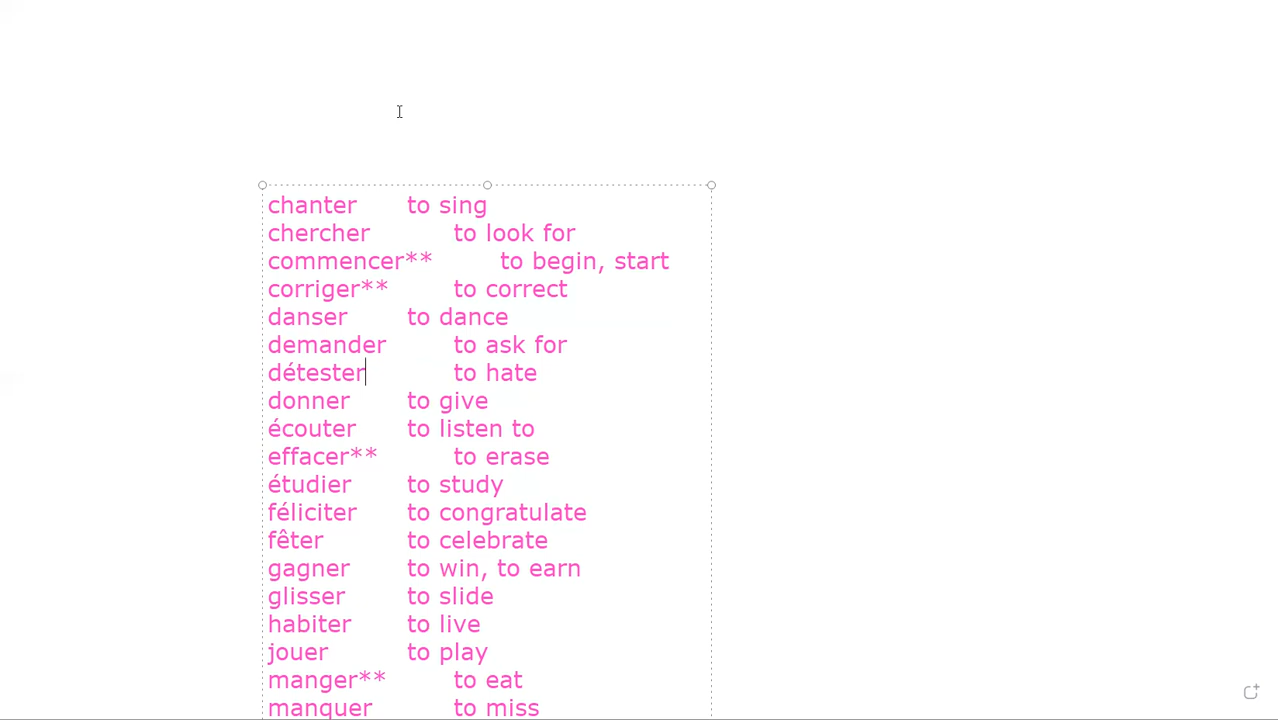 chanter to sing
chercher to look for
commencer** to begin, start
corriger** to correct
danser to dance
demander to ask for
détester to hate
donner to give
écouter to listen to
effacer** to erase
étudier to study
féliciter to congratulate
fêter to celebrate
gagner to win, to earn
glisser to slide
habiter to live
jouer to play
manger** to eat
manquer to miss